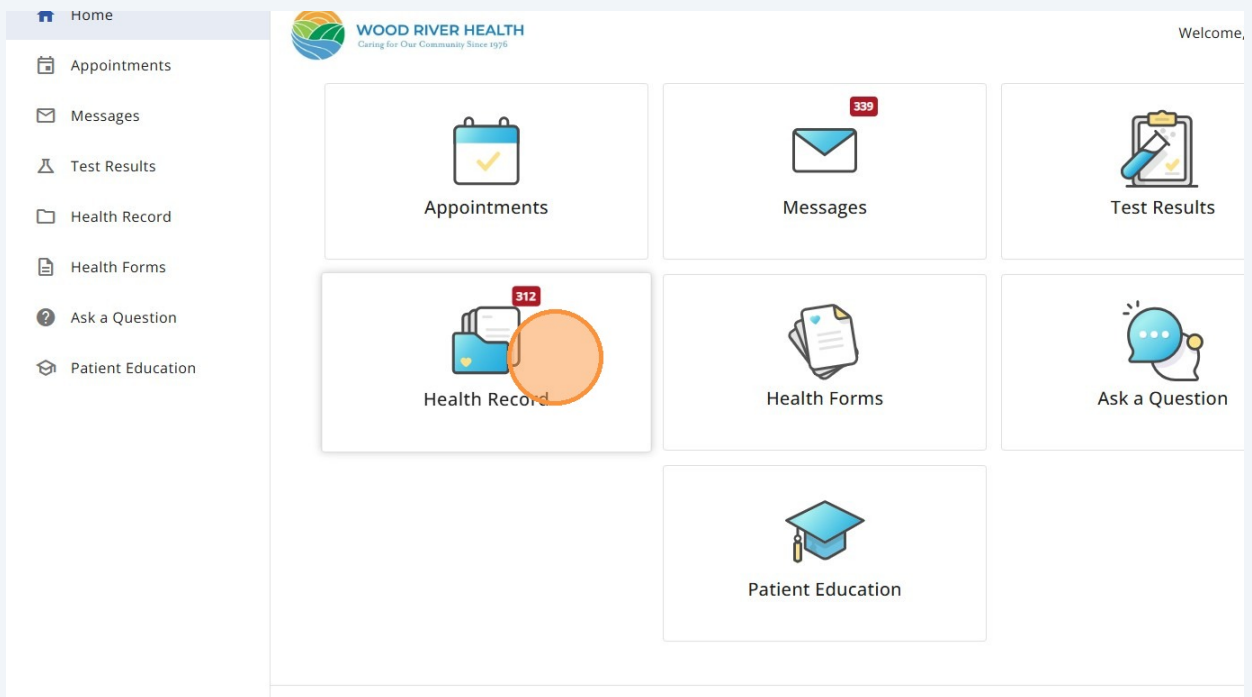 Home
Appointments
Messages
Test Results
Health Record
Health Forms
Ask a Question
Patient Education
WOOD RIVER HEALTH
Caring for Our Community Since 1976
Welcome,
Appointments
339
Messages
Test Results
312
Health Record
Health Forms
Ask a Question
Patient Education